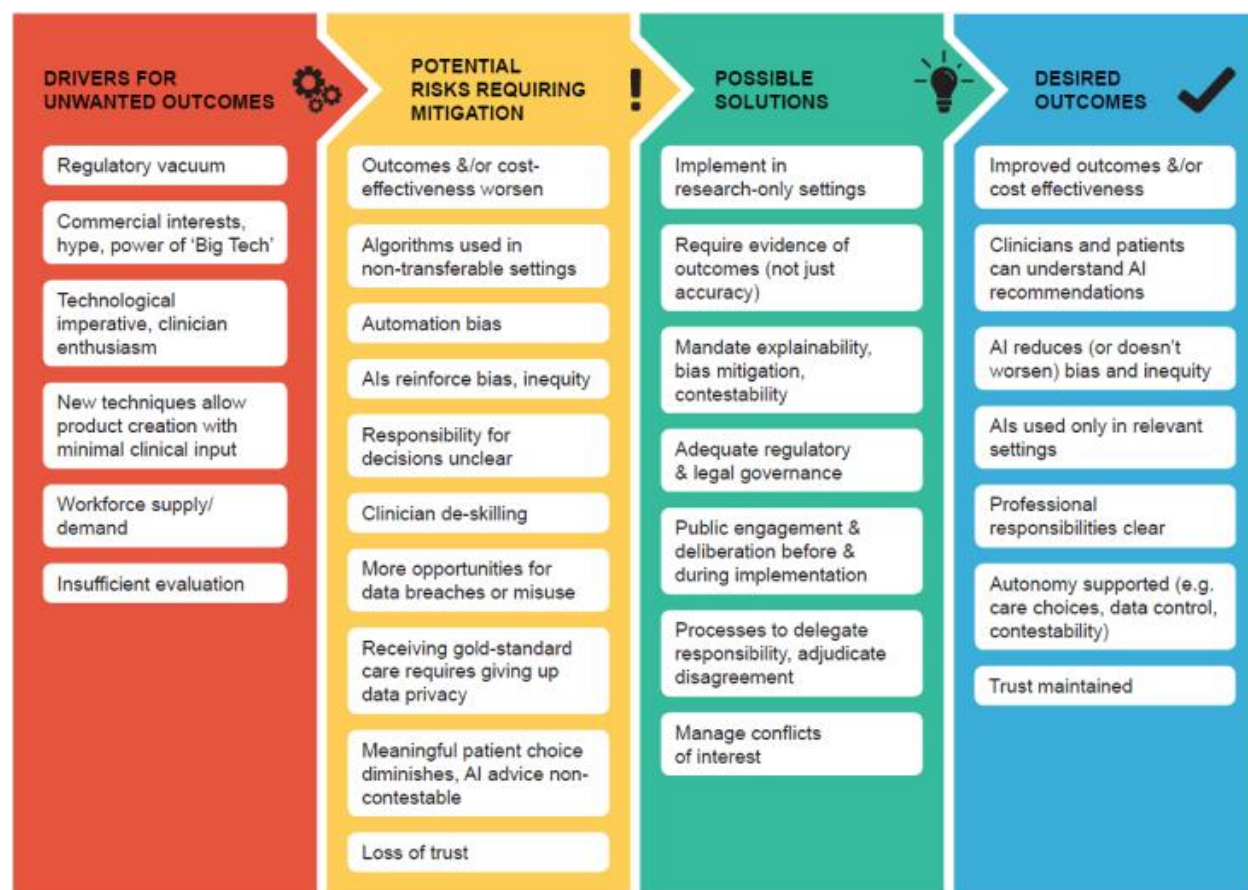 DRIVERS FOR
UNWANTED OUTCOMES
Regulatory vacuum
Commercial interests,
hype, power of ‘Big Tech’
Technological
imperative, clinician
enthusiasm
New techniques allow
product creation with
minimal clinical input
Workforce supply/
demand
Insufficient evaluation
POTENTIAL
RISKS REQUIRING
MITIGATION
!
Outcomes &/or cost-
effectiveness worsen
Algorithms used in
non-transferable settings
Automation bias
AIs reinforce bias, inequity
Responsibility for
decisions unclear
Clinician de-skilling
More opportunities for
data breaches or misuse
Receiving gold-standard
care requires giving up
data privacy
Meaningful patient choice
diminishes, AI advice non-
contestable
Loss of trust
POSSIBLE
SOLUTIONS
Implement in
research-only settings
Require evidence of
outcomes (not just
accuracy)
Mandate explainability,
bias mitigation,
contestability
Adequate regulatory
& legal governance
Public engagement &
deliberation before &
during implementation
Processes to delegate
responsibility, adjudicate
disagreement
Manage conflicts
of interest
DESIRED
OUTCOMES
Improved outcomes &/or
cost effectiveness
Clinicians and patients
can understand AI
recommendations
AI reduces (or doesn’t
worsen) bias and inequity
AIs used only in relevant
settings
Professional
responsibilities clear
Autonomy supported (e.g.
care choices, data control,
contestability)
Trust maintained